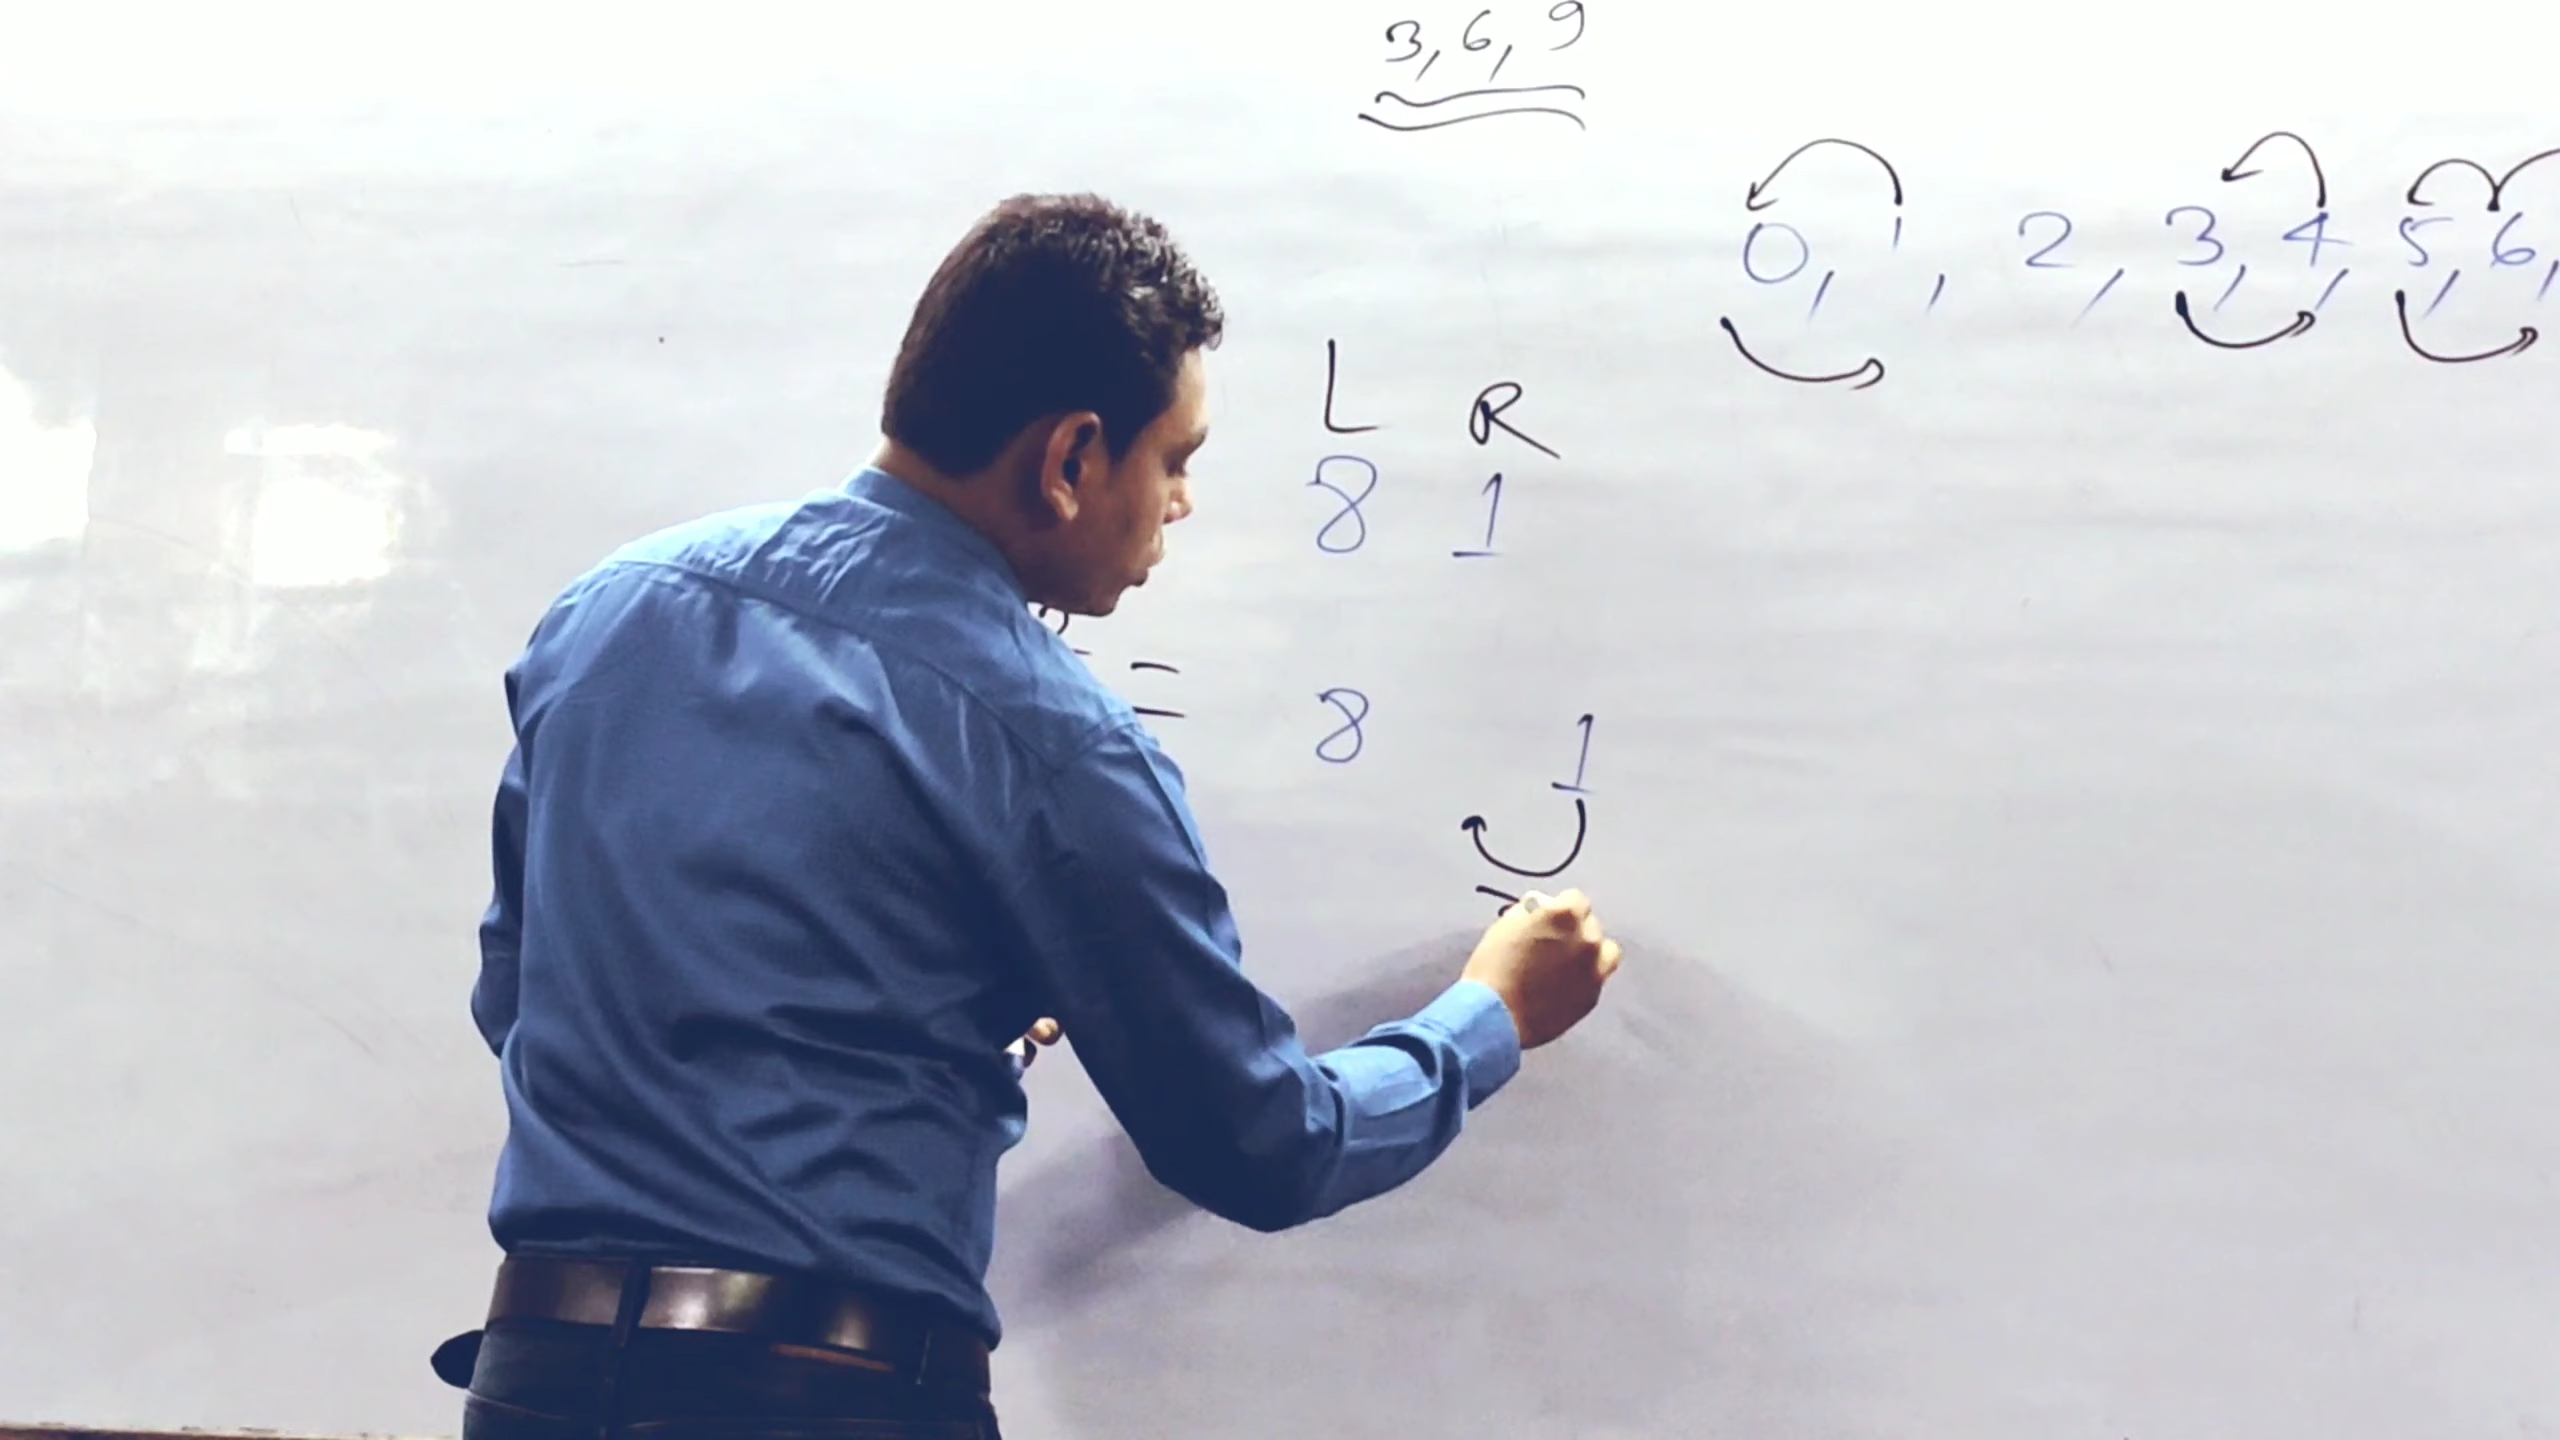 3, 6, 9
0, 1, 2, 3, 4, 5, 6,
L R
8 1
= 8 1